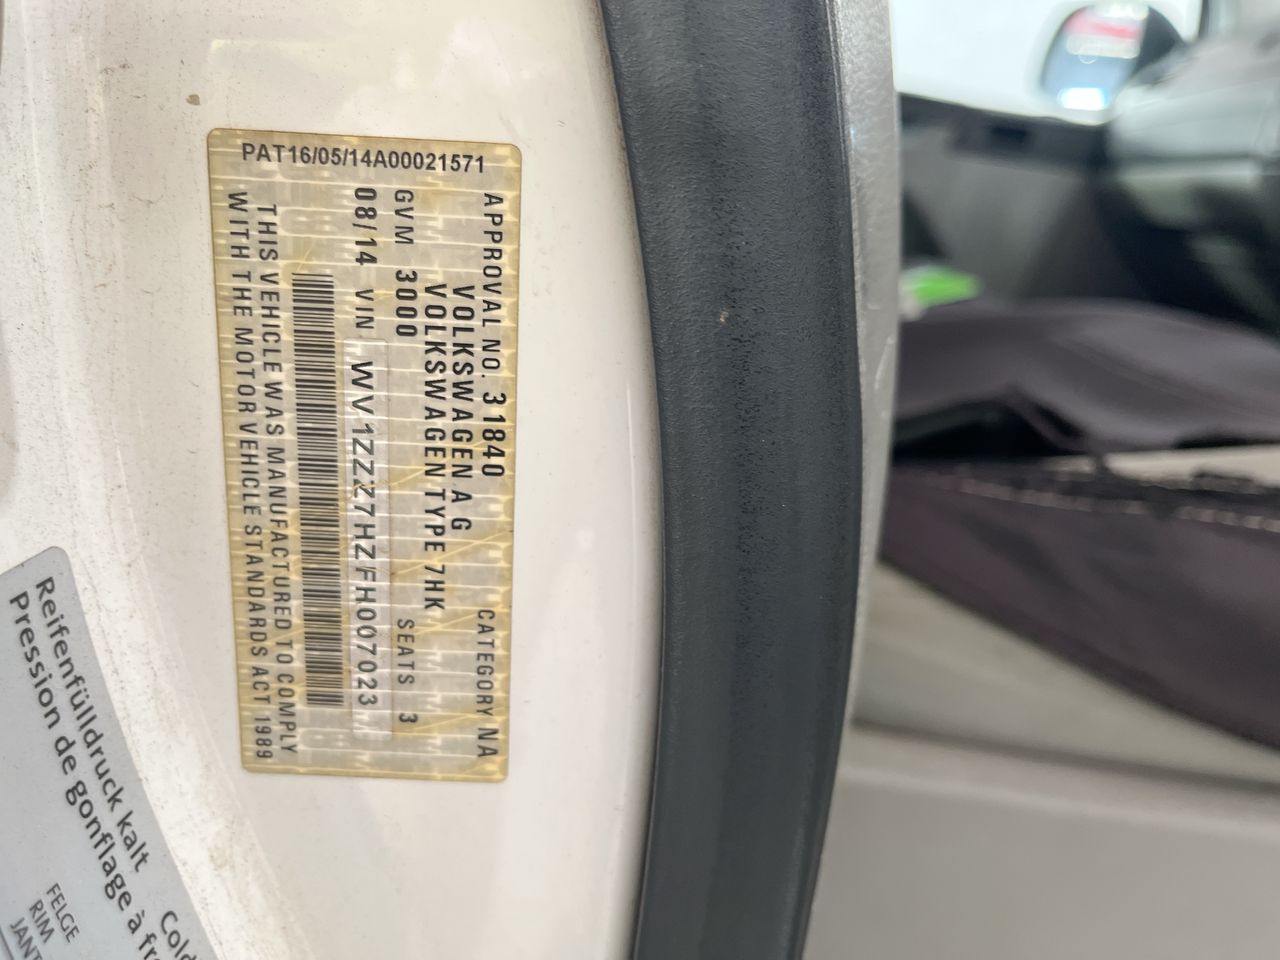 PAT16/05/14A00021571
APPROVAL NO. 31840 CATEGORY NA
VOLKSWAGEN AG
VOLKSWAGEN TYPE 7HK
GVM 3000 SEATS 3
08/14 VIN WV1ZZZ7HZFH007023
THIS VEHICLE WAS MANUFACTURED TO COMPLY
WITH THE MOTOR VEHICLE STANDARDS ACT 1989
Reifenfülldruck kalt
Pression de gonflage à
FELGE
RIM